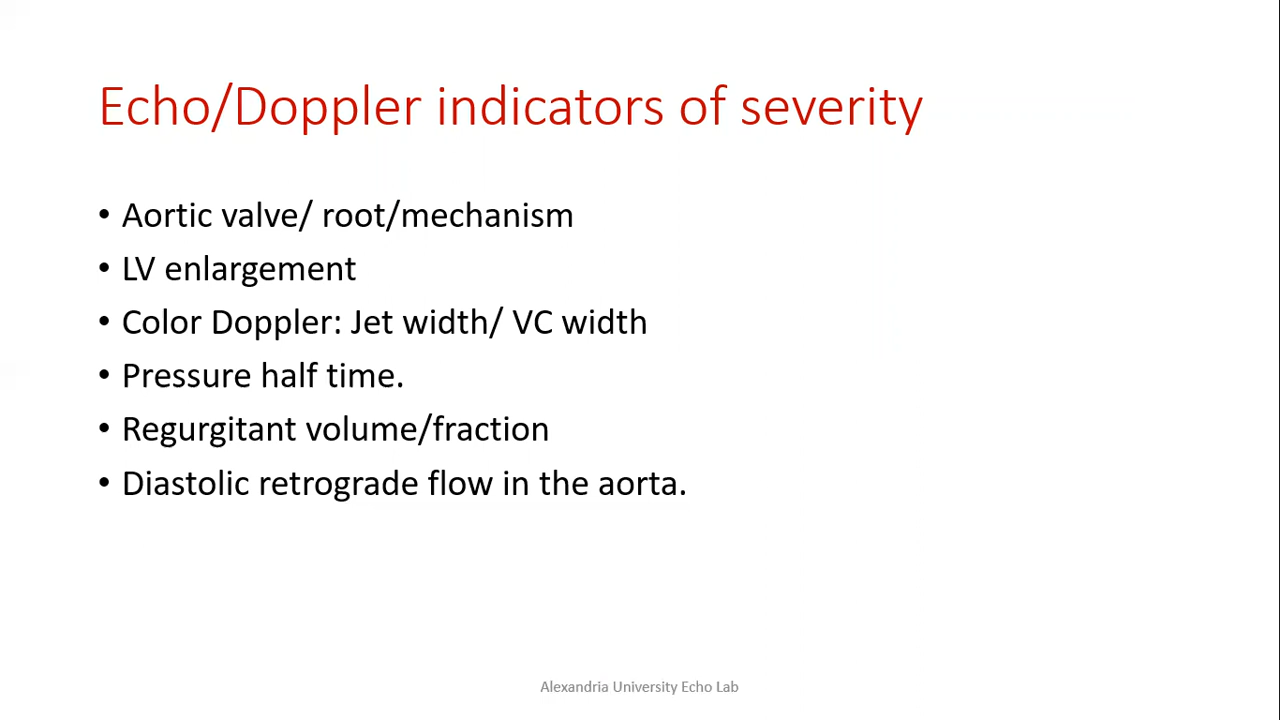 Echo/Doppler indicators of severity
• Aortic valve/ root/mechanism
• LV enlargement
• Color Doppler: Jet width/ VC width
• Pressure half time.
• Regurgitant volume/fraction
• Diastolic retrograde flow in the aorta.
Alexandria University Echo Lab